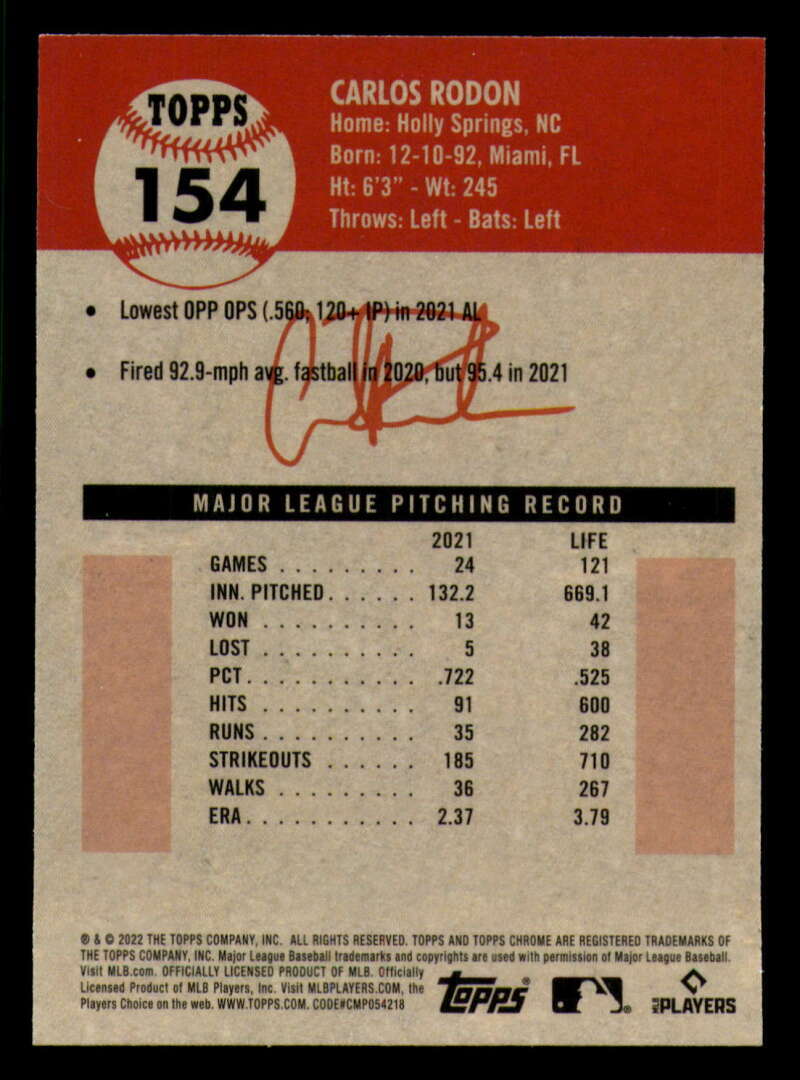 TOPPS
154
CARLOS RODON
Home: Holly Springs, NC
Born: 12-10-92, Miami, FL
Ht: 6'3" - Wt: 245
Throws: Left - Bats: Left
• Lowest OPP OPS (.560; 120+ IP) in 2021 AL
• Fired 92.9-mph avg. fastball in 2020, but 95.4 in 2021
MAJOR LEAGUE PITCHING RECORD
2021 LIFE
GAMES . . . . . . . . . . 24 121
INN. PITCHED . . . . . . 132.2 669.1
WON . . . . . . . . . . 13 42
LOST . . . . . . . . . . 5 38
PCT. . . . . . . . . . . .722 .525
HITS . . . . . . . . . . 91 600
RUNS . . . . . . . . . . 35 282
STRIKEOUTS . . . . . . 185 710
WALKS . . . . . . . . . 36 267
ERA. . . . . . . . . . . 2.37 3.79
® & © 2022 THE TOPPS COMPANY, INC. ALL RIGHTS RESERVED. TOPPS AND TOPPS CHROME ARE REGISTERED TRADEMARKS OF
THE TOPPS COMPANY, INC. Major League Baseball trademarks and copyrights are used with permission of Major League Baseball.
Visit MLB.com. OFFICIALLY LICENSED PRODUCT OF MLB. Officially
Licensed Product of MLB Players, Inc. Visit MLBPLAYERS.COM, the
Players Choice on the web. WWW.TOPPS.COM. CODE#CMP054218
Topps®
MLB PLAYERS